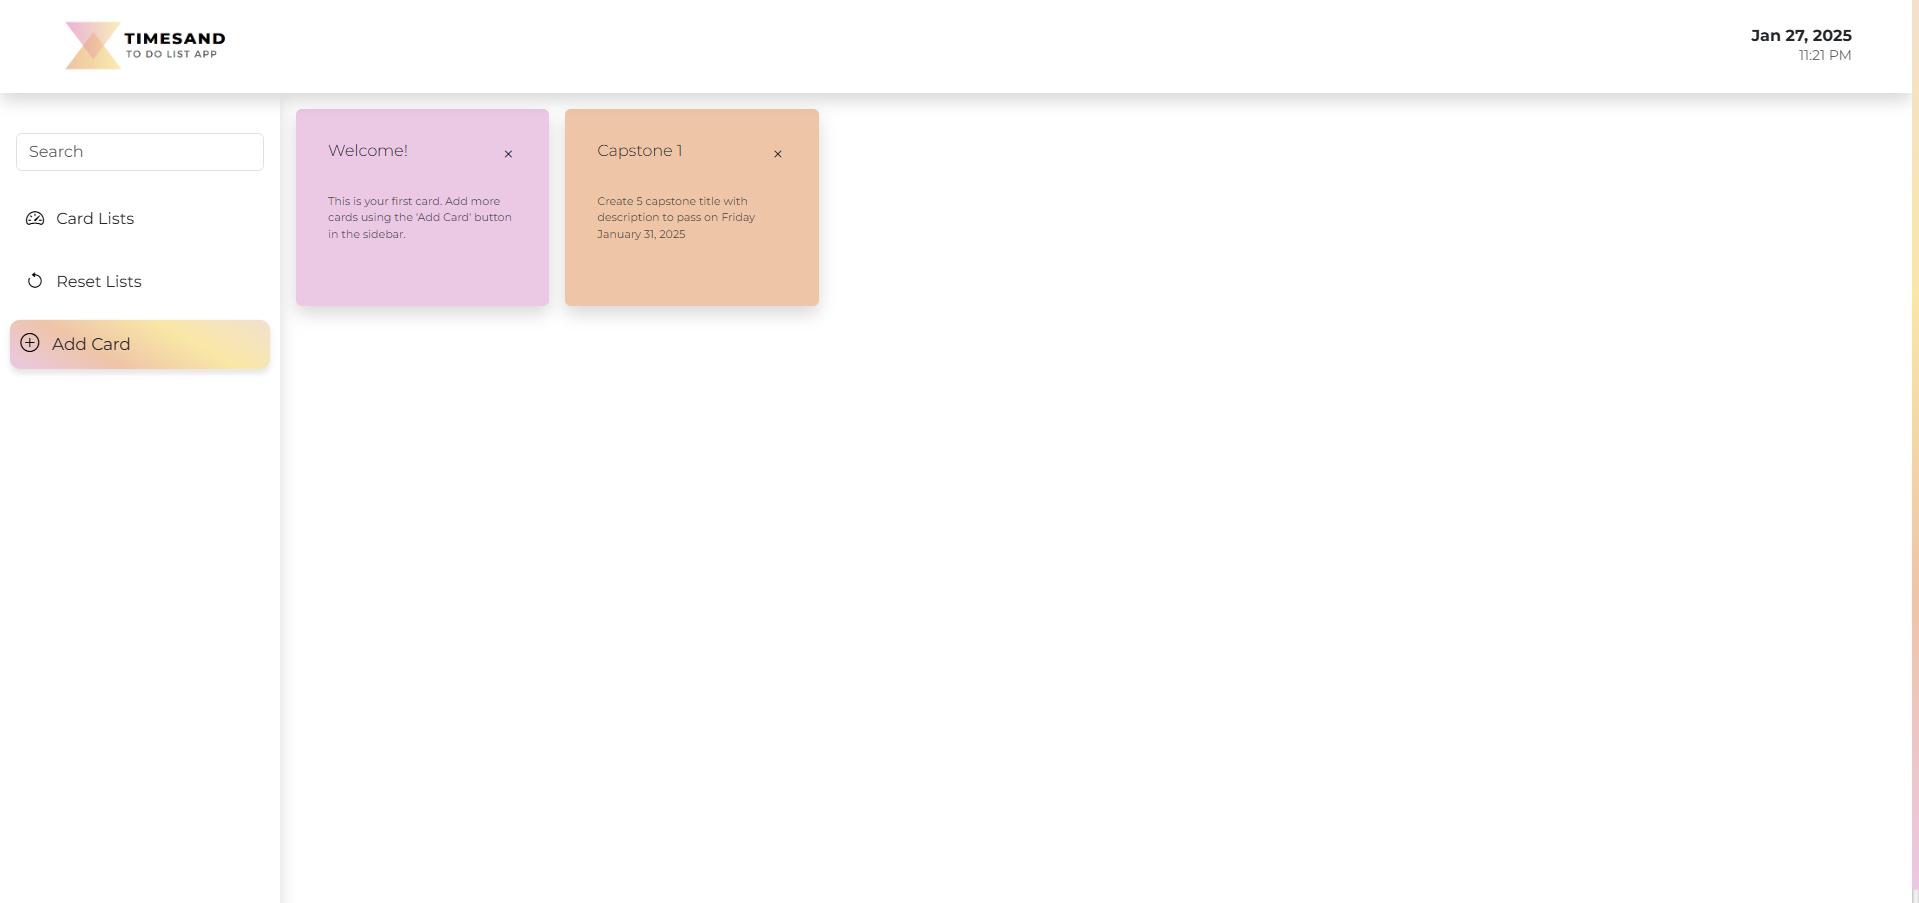 TIMESAND
TO DO LIST APP
Jan 27, 2025
11:21 PM
Search
Card Lists
Reset Lists
Add Card
Welcome!
×
This is your first card. Add more
cards using the 'Add Card' button
in the sidebar.
Capstone 1
×
Create 5 capstone title with
description to pass on Friday
January 31, 2025